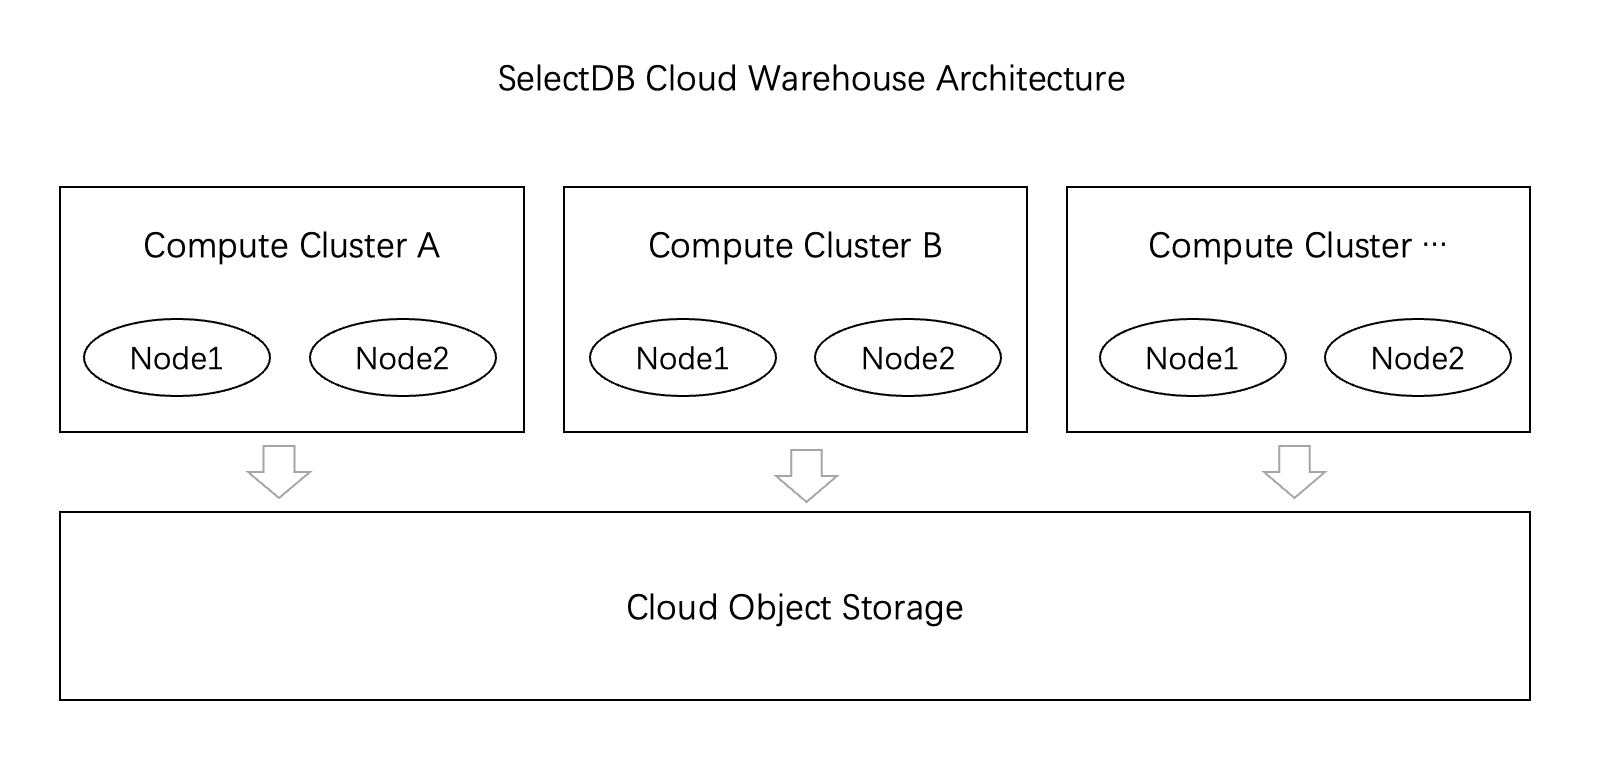 SelectDB Cloud Warehouse Architecture
Compute Cluster A
Compute Cluster B
Compute Cluster ···
Node1
Node2
Node1
Node2
Node1
Node2
Cloud Object Storage